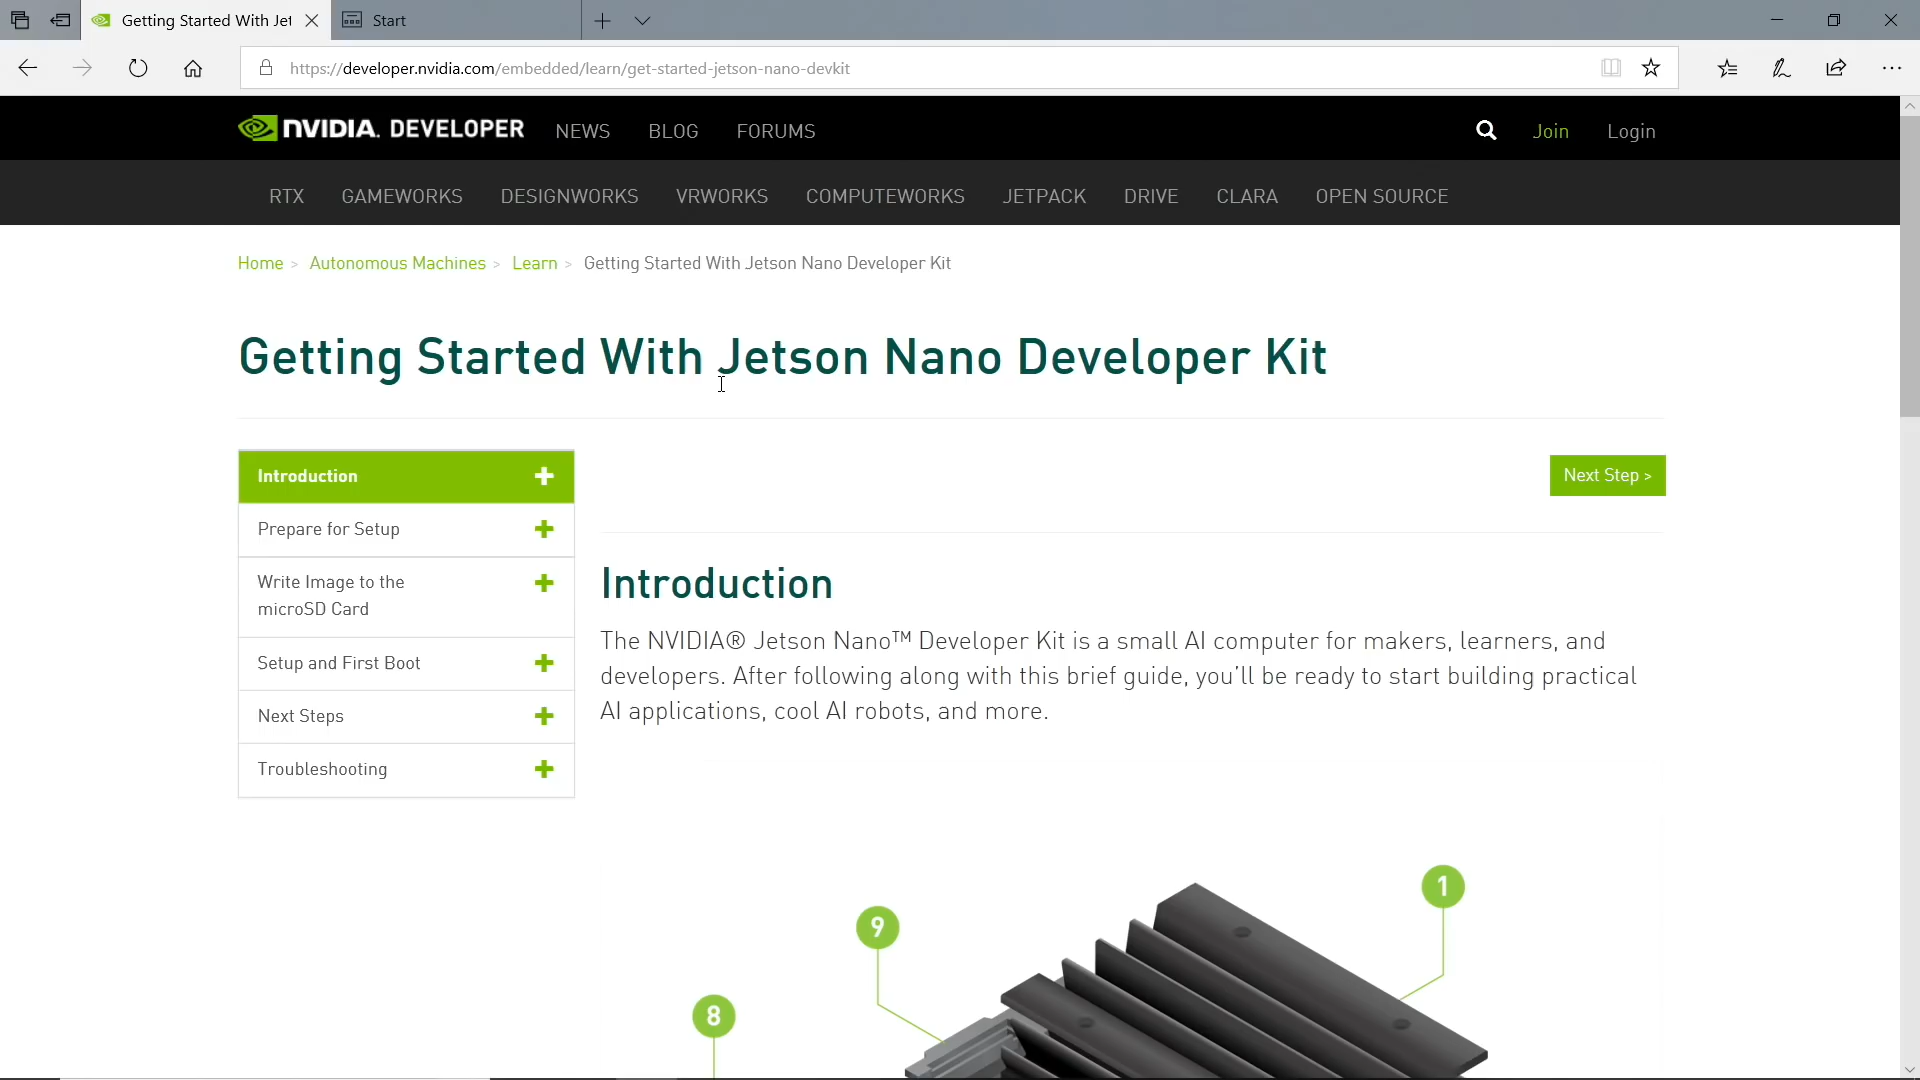 Getting Started With Jet
Start
https://developer.nvidia.com/embedded/learn/get-started-jetson-nano-devkit
NVIDIA. DEVELOPER NEWS BLOG FORUMS Join Login
RTX GAMEWORKS DESIGNWORKS VRWORKS COMPUTEWORKS JETPACK DRIVE CLARA OPEN SOURCE
Home > Autonomous Machines > Learn > Getting Started With Jetson Nano Developer Kit
Getting Started With Jetson Nano Developer Kit
Introduction
Prepare for Setup
Write Image to the
microSD Card
Setup and First Boot
Next Steps
Troubleshooting
Next Step >
Introduction
The NVIDIA® Jetson Nano™ Developer Kit is a small AI computer for makers, learners, and
developers. After following along with this brief guide, you'll be ready to start building practical
AI applications, cool AI robots, and more.
1
9
8